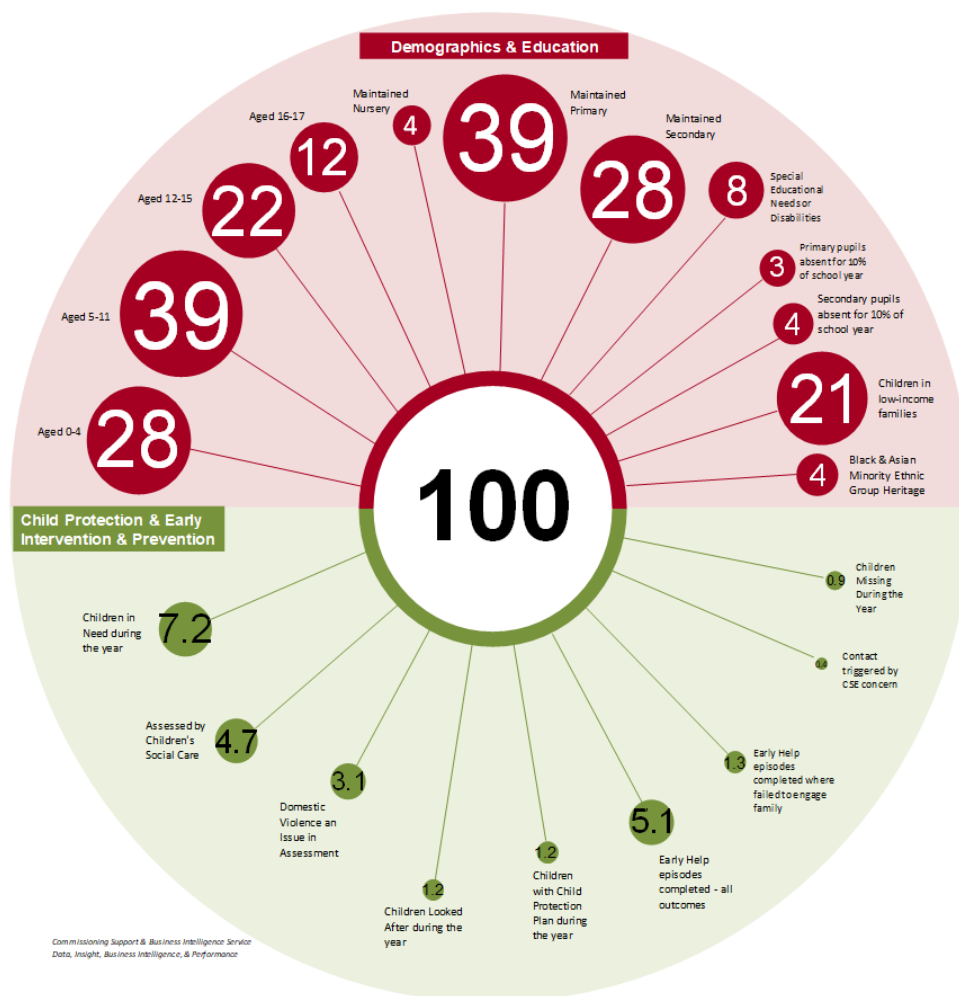 Demographics & Education
Maintained
Nursery
4
39
Maintained
Primary
Aged 16-17
12
28
Maintained
Secondary
Aged 12-15
22
8
Special
Educational
Needs or
Disabilities
Aged 5-11
39
3
Primary pupils
absent for 10%
of school year
4
Secondary pupils
absent for 10% of
school year
Aged 0-4
28
21
Children in
low-income
families
4
Black & Asian
Minority Ethnic
Group Heritage
100
Child Protection & Early
Intervention & Prevention
Children in
Need during
the year
7.2
Assessed by
Children's
Social Care
4.7
Domestic
Violence an
Issue in
Assessment
3.1
Children Looked
After during the
year
1.2
Children
with Child
Protection
Plan during
the year
1.2
Early Help
episodes
completed - all
outcomes
5.1
Early Help
episodes
completed where
failed to engage
family
1.3
Contact
triggered by
CSE concern
Children
Missing
During the
Year
0.9
Commissioning Support & Business Intelligence Service
Data, Insight, Business Intelligence, & Performance